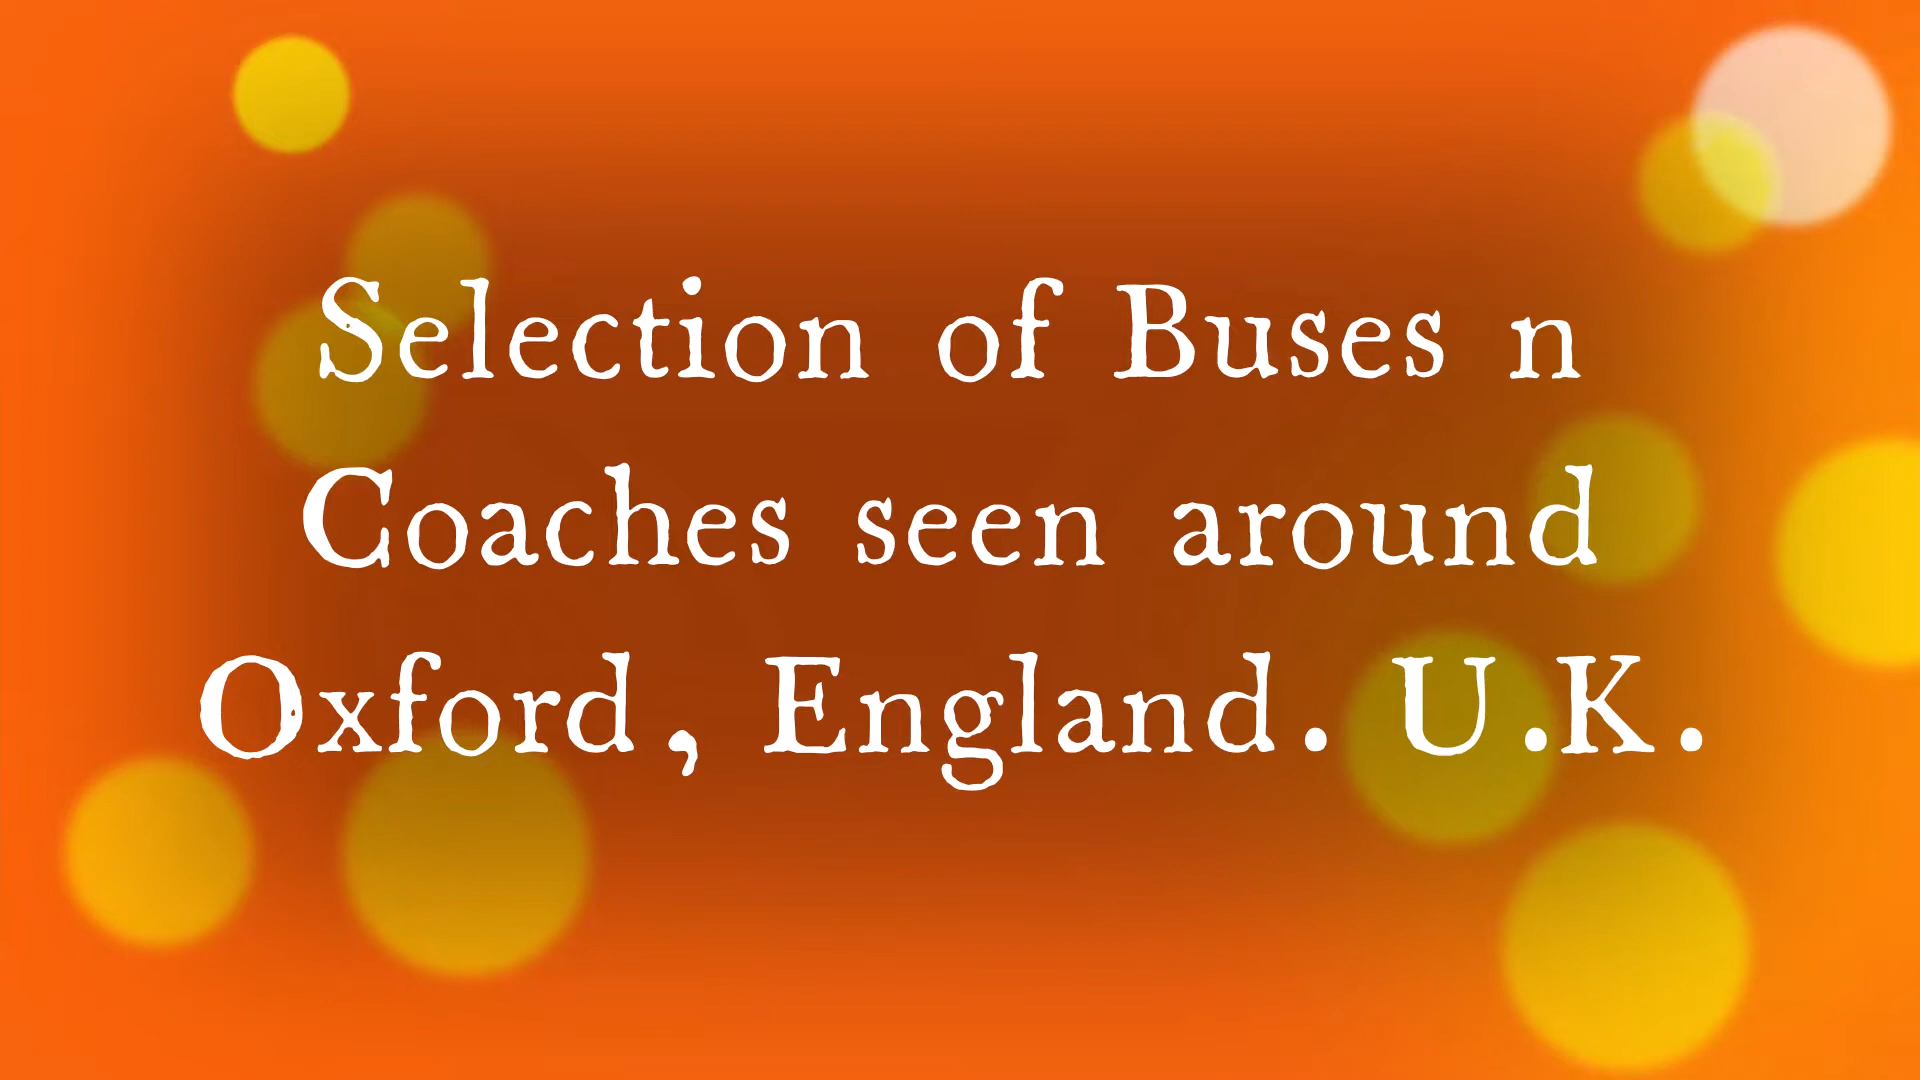 Selection of Buses n
Coaches seen around
Oxford, England. U.K.